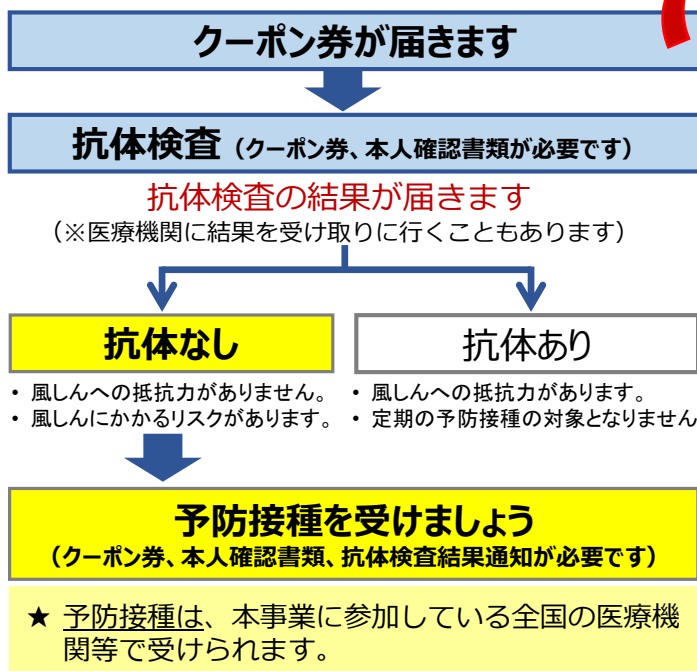 クーポン券が届きます
抗体検査（クーポン券、本人確認書類が必要です）
抗体検査の結果が届きます
（※医療機関に結果を受け取りに行くこともあります）
抗体なし
・ 風しんへの抵抗力がありません。
・ 風しんにかかるリスクがあります。
抗体あり
・ 風しんへの抵抗力があります。
・ 定期の予防接種の対象となりません
予防接種を受けましょう
（クーポン券、本人確認書類、抗体検査結果通知が必要です）
★ 予防接種は、本事業に参加している全国の医療機
関等で受けられます。